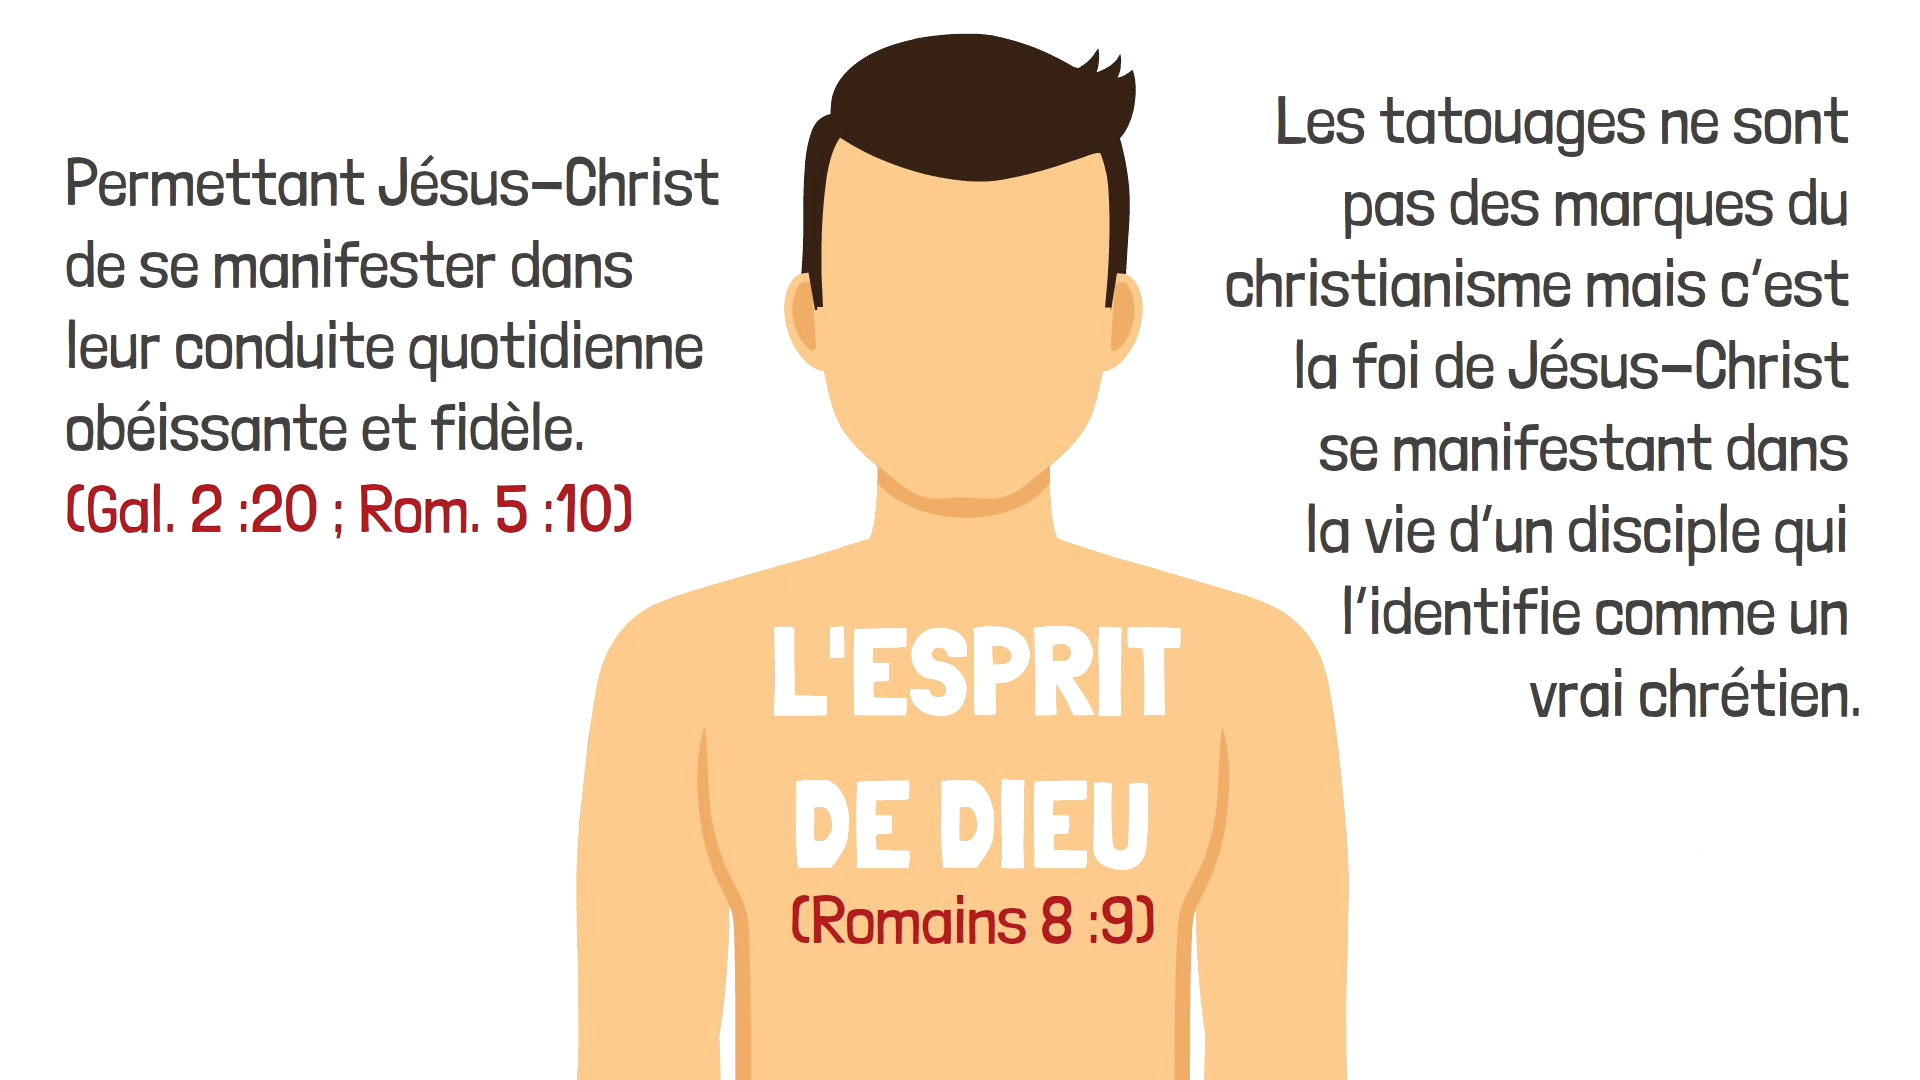 Permettant Jésus-Christ
de se manifester dans
leur conduite quotidienne
obéissante et fidèle.
(Gal. 2 :20 ; Rom. 5 :10)
Les tatouages ne sont
pas des marques du
christianisme mais c'est
la foi de Jésus-Christ
se manifestant dans
la vie d'un disciple qui
l'identifie comme un
vrai chrétien.
L'ESPRIT
DE DIEU
(Romains 8 :9)